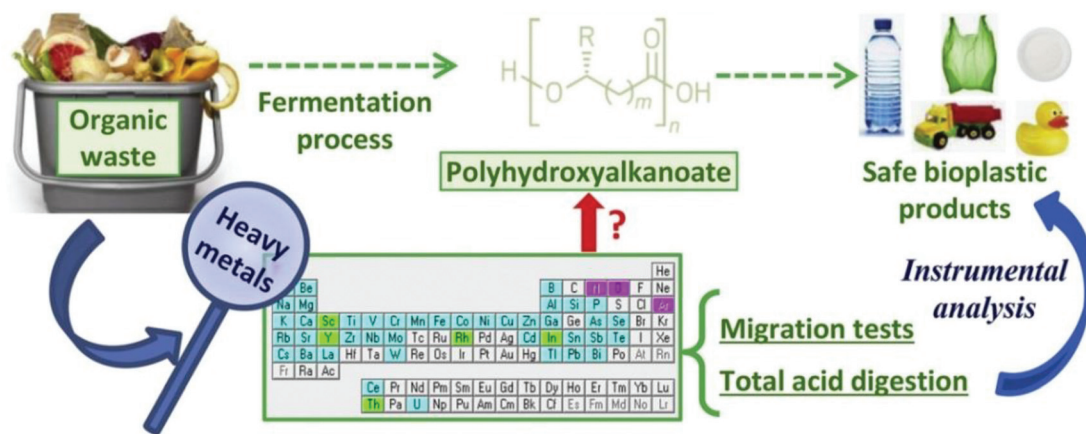 Organic
waste
Fermentation
process
R
O
H
O
( )m
OH
n
Polyhydroxyalkanoate
Safe bioplastic
products
Heavy
metals
?
Instrumental
analysis
Migration tests
Total acid digestion
He
Be B C F Ne
Na Mg Al Si P S Cl Ar
K Ca Sc Ti V Cr Mn Fe Co Ni Cu Zn Ga Ge As Se Br Kr
Rb Sr Y Zr Nb Mo Tc Ru Rh Pd Ag Cd In Sn Sb Te I Xe
Cs Ba La Hf Ta W Re Os Ir Pt Au Hg Tl Pb Bi Po At Rn
Fr Ra Ac
Ce Pr Nd Pm Sm Eu Gd Tb Dy Ho Er Tm Yb Lu
Th Pa U Np Pu Am Cm Bk Cf Es Fm Md No Lr